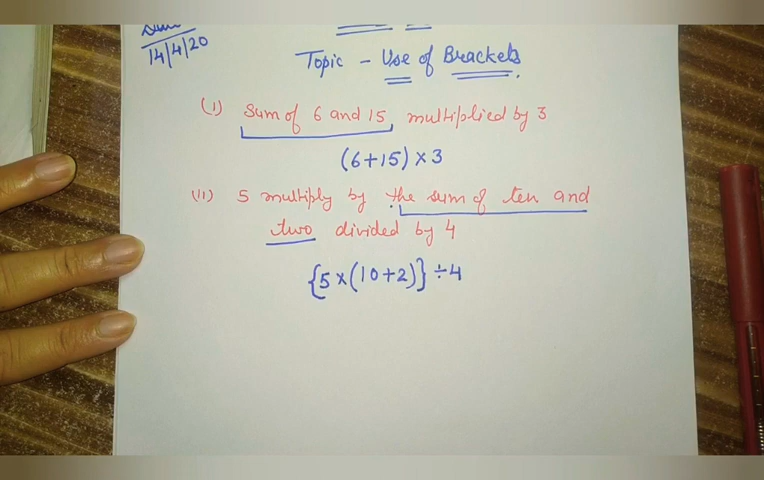 14/4/20
Topic - Use of Brackets.
(i) Sum of 6 and 15, multiplied by 3
(6+15) × 3
(ii) 5 multiply by the sum of ten and
two divided by 4
{5 × (10+2)} ÷ 4